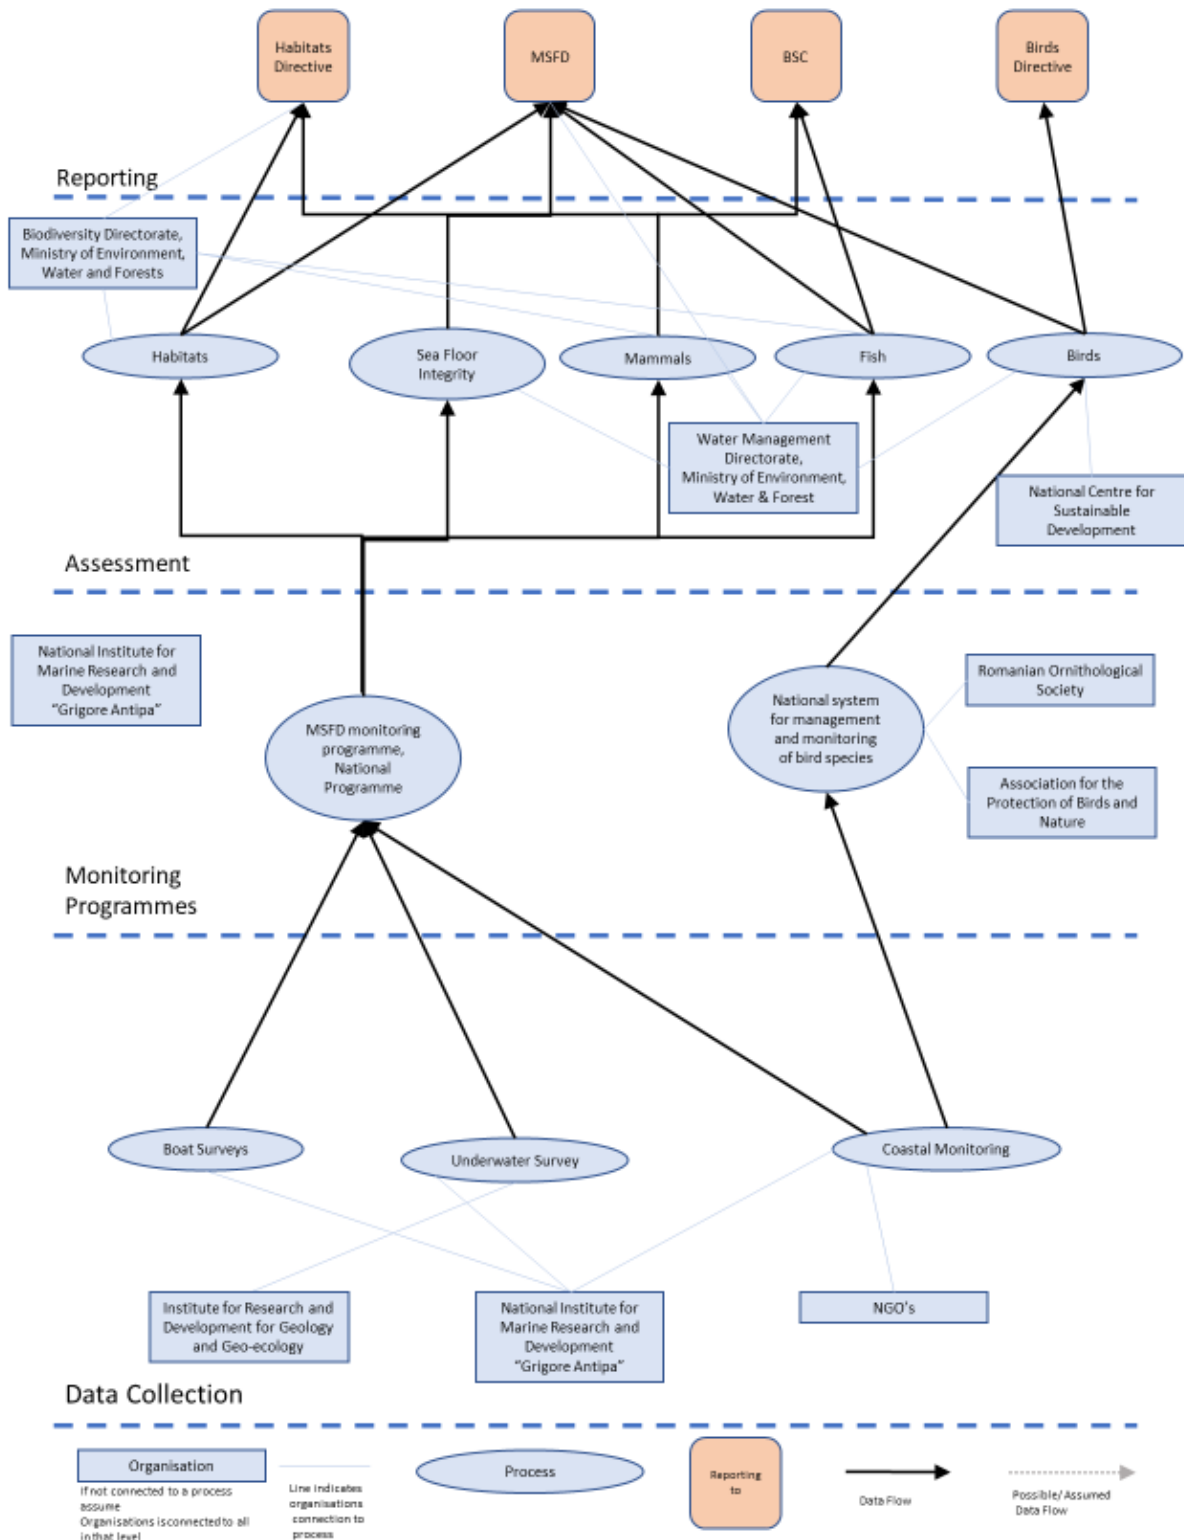 Habitats
Directive
MSFD
BSC
Birds
Directive
Reporting
Biodiversity Directorate,
Ministry of Environment,
Water and Forests
Habitats
Sea Floor
Integrity
Mammals
Fish
Birds
Water Management
Directorate,
Ministry of Environment,
Water & Forest
National Centre for
Sustainable
Development
Assessment
National Institute for
Marine Research and
Development
"Grigore Antipa"
MSFD monitoring
programme,
National
Programme
National system
for management
and monitoring
of bird species
Romanian Ornithological
Society
Association for the
Protection of Birds and
Nature
Monitoring
Programmes
Boat Surveys
Underwater Survey
Coastal Monitoring
Institute for Research and
Development for Geology
and Geo-ecology
National Institute for
Marine Research and
Development
"Grigore Antipa"
NGO's
Data Collection
Organisation
If not connected to a process
assume
Organisations is connected to all
in that level
Line Indicates
organisations
connection to
process
Process
Reporting
to
Data Flow
Possible/Assumed
Data Flow